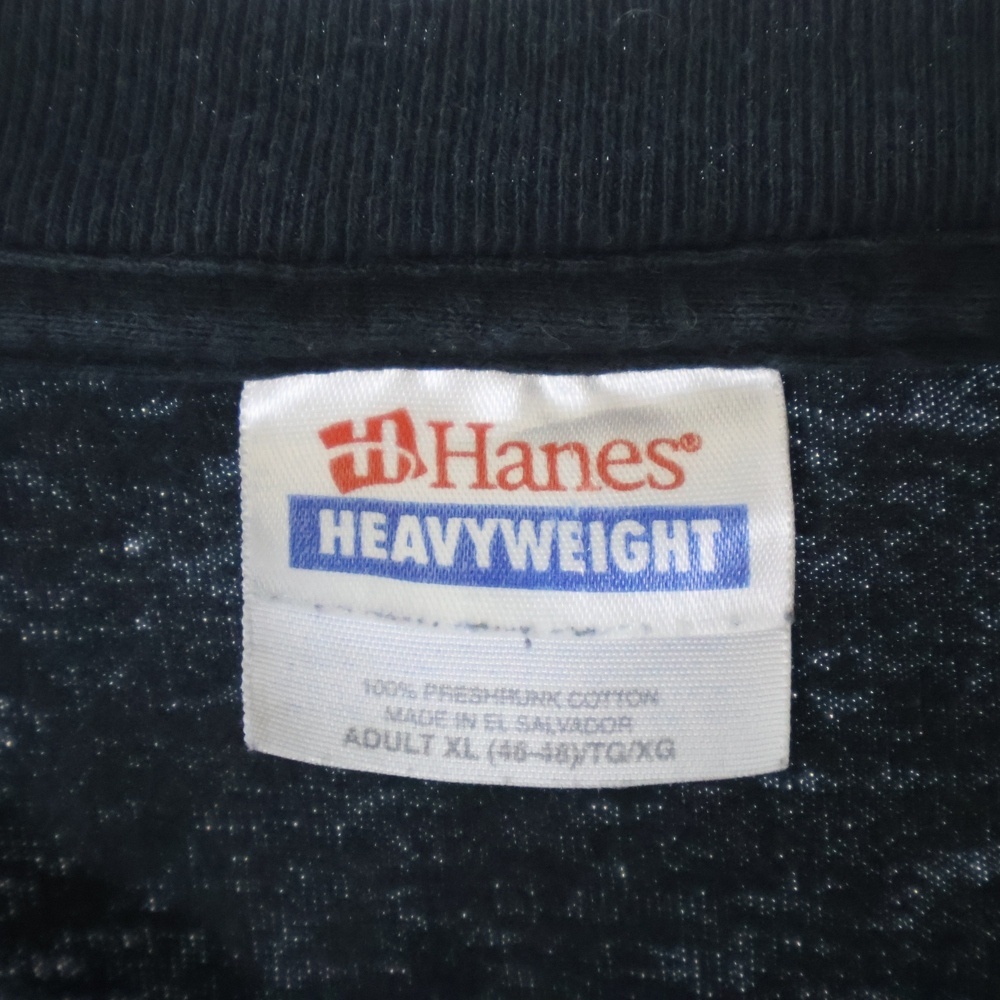 H Hanes®
HEAVYWEIGHT
100% PRESHRUNK COTTON
MADE IN EL SALVADOR
ADULT XL (46-48)/TG/XG